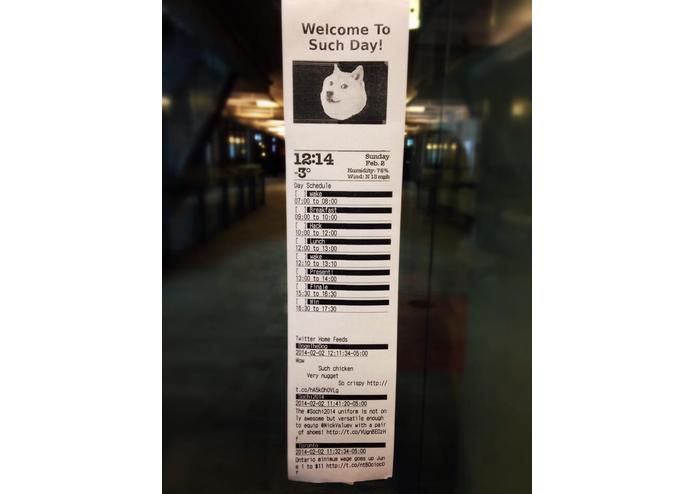 Welcome To
Such Day!
12:14
-3°
Sunday
Feb. 2
Humidity: 76%
Wind: N 13 mph
Day Schedule
[ ] wake
07:00 to 08:00
[ ] Breakfast
09:00 to 10:00
[ ] Hack
10:00 to 12:00
[ ] Lunch
12:00 to 13:00
[ ] wake
12:10 to 13:10
[ ] Present!
13:00 to 14:00
[ ] Finale
15:30 to 16:30
[ ] Win
16:30 to 17:30
Twitter Home Feeds
DogeTheDog
2014-02-02 12:11:34-05:00
Wow
Such chicken
Very nugget
So crispy http://
Sochi2014
2014-02-02 11:41:20-05:00
The #Sochi2014 uniform is not on
ly awesome but versatile enough
to equip @NickValuev with a pair
of shoes!
f
Toronto
2014-02-02 11:32:34-05:00
Ontario minimum wage goes up Jun
e 1 to $11
f